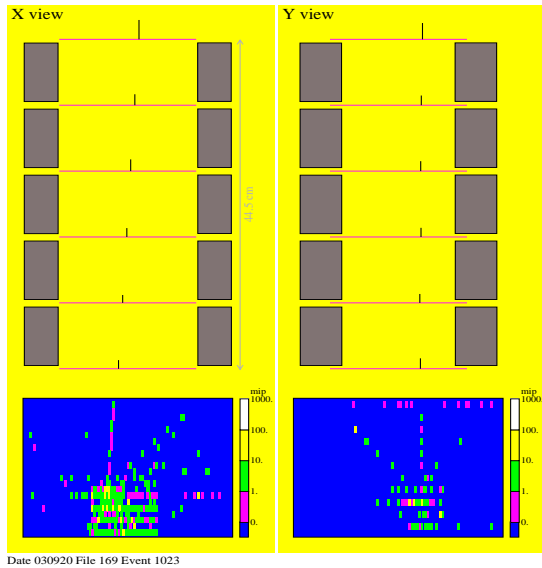 X view
Y view
44.5 cm
mip
1000.
100.
10.
1.
0.
mip
1000.
100.
10.
1.
0.
Date 030920 File 169 Event 1023